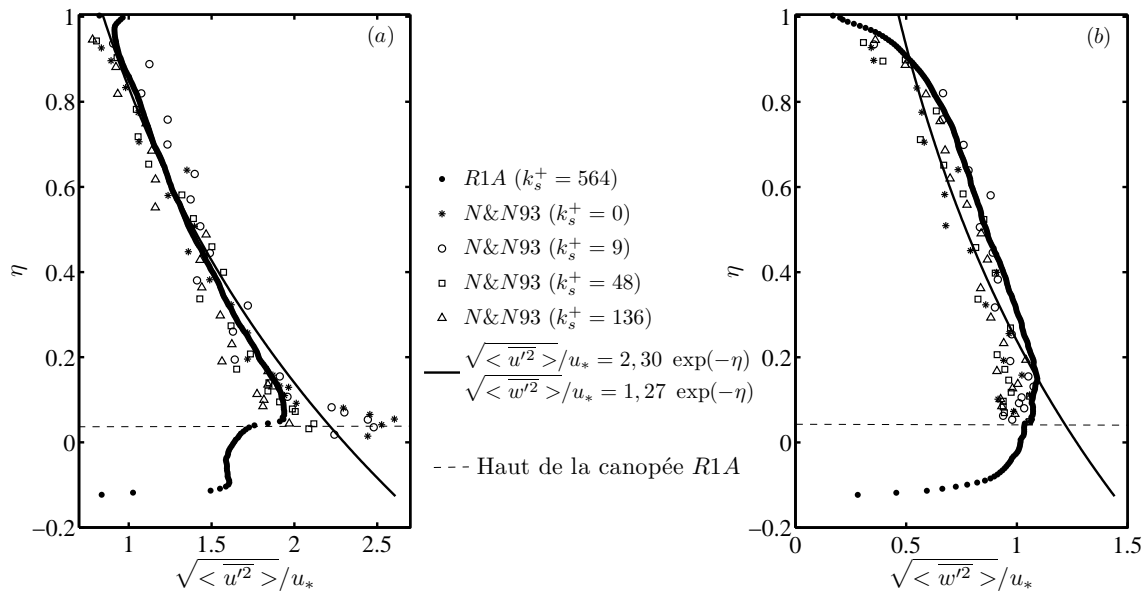 (a)
1
0.8
0.6
0.4
0.2
0
−0.2
η
1
1.5
2
2.5
√< u′² >/u*
R1A (k_s^+ = 564)
N&N93 (k_s^+ = 0)
N&N93 (k_s^+ = 9)
N&N93 (k_s^+ = 48)
N&N93 (k_s^+ = 136)
√< u′² >/u* = 2, 30 exp(−η)
√< w′² >/u* = 1, 27 exp(−η)
Haut de la canopée R1A
(b)
1
0.8
0.6
0.4
0.2
0
−0.2
η
0
0.5
1
1.5
√< w′² >/u*